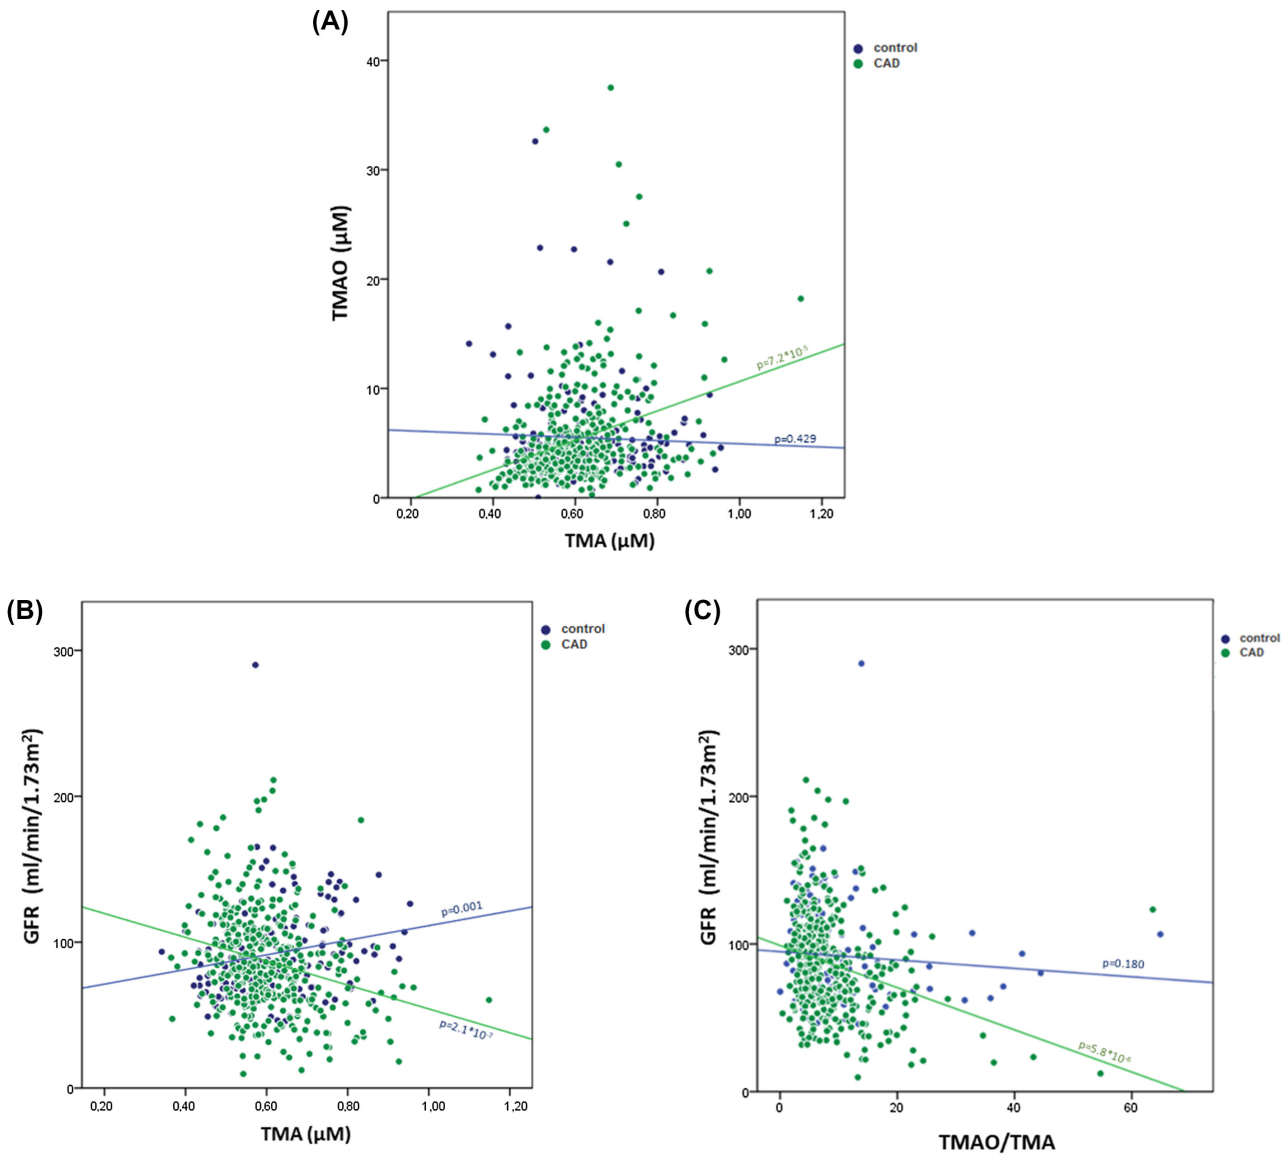 (A)
control
CAD
40
30
20
10
0
TMAO (μM)
p=7.2*10⁻⁵
p=0.429
0,20 0,40 0,60 0,80 1,00 1,20
TMA (μM)
(B)
control
CAD
300
200
100
0
GFR (ml/min/1.73m²)
p=0.001
p=2.1*10⁻⁷
0,20 0,40 0,60 0,80 1,00 1,20
TMA (μM)
(C)
control
CAD
300
200
100
0
GFR (ml/min/1.73m²)
p=0.180
p=5.8*10⁻⁶
0 20 40 60
TMAO/TMA